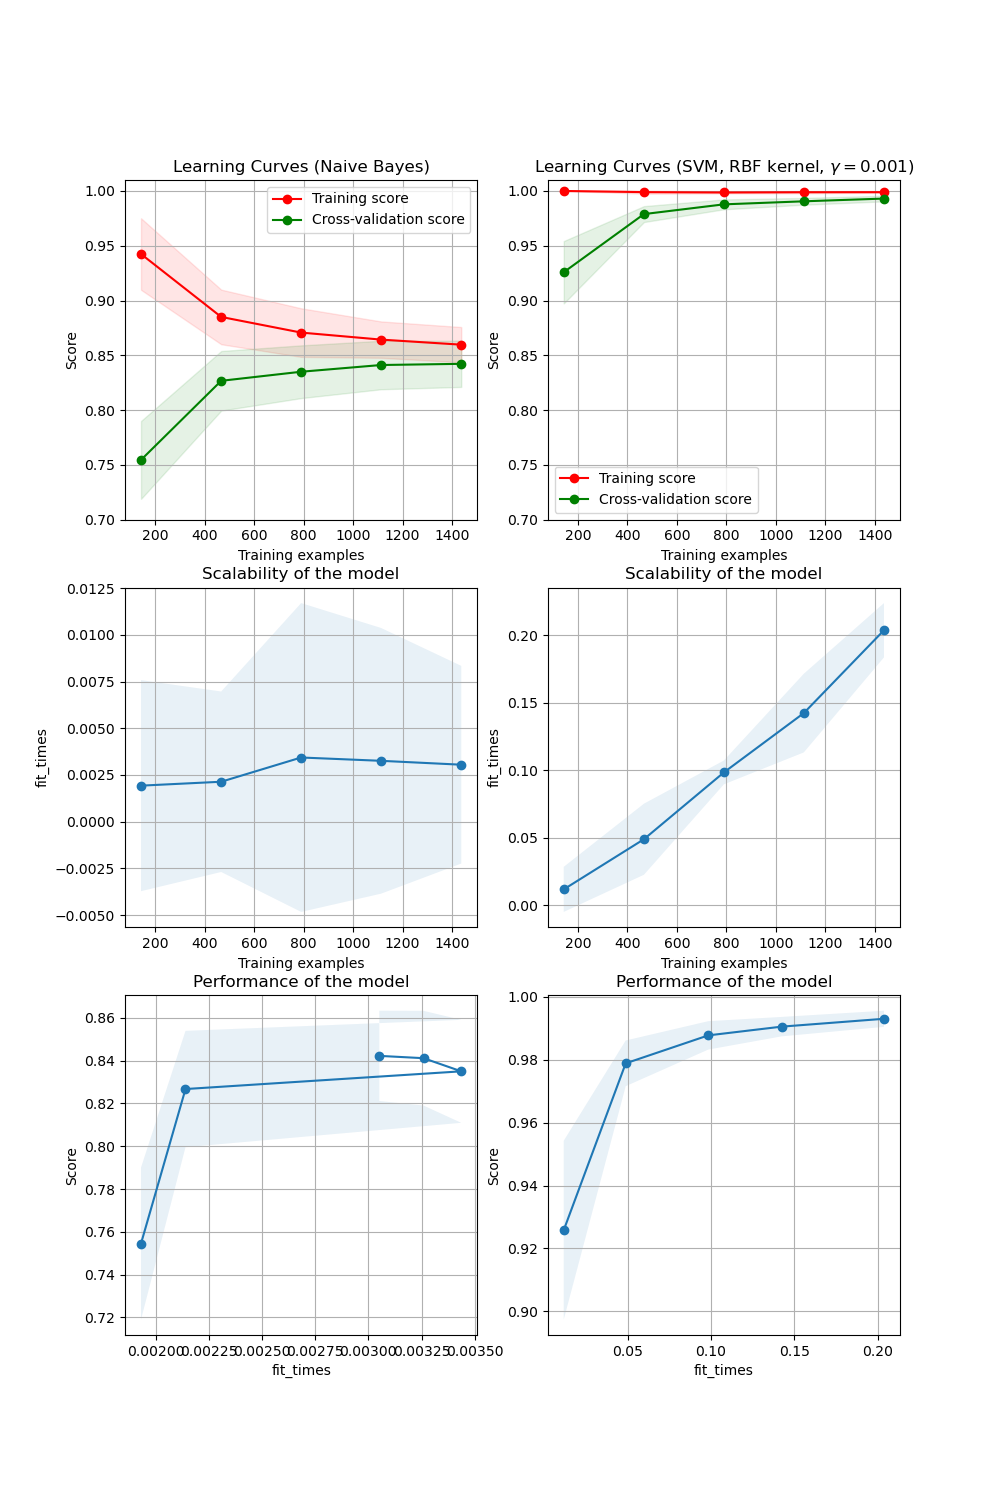 Learning Curves (Naive Bayes)
1.00
0.95
0.90
0.85
0.80
0.75
0.70
Score
Training score
Cross-validation score
200 400 600 800 1000 1200 1400
Training examples
Learning Curves (SVM, RBF kernel, γ = 0.001)
1.00
0.95
0.90
0.85
0.80
0.75
0.70
Score
Training score
Cross-validation score
200 400 600 800 1000 1200 1400
Training examples
Scalability of the model
0.0125
0.0100
0.0075
0.0050
0.0025
0.0000
−0.0025
−0.0050
fit_times
200 400 600 800 1000 1200 1400
Training examples
Scalability of the model
0.20
0.15
0.10
0.05
0.00
fit_times
200 400 600 800 1000 1200 1400
Training examples
Performance of the model
0.86
0.84
0.82
0.80
0.78
0.76
0.74
0.72
Score
0.00200 0.00225 0.00250 0.00275 0.00300 0.00325 0.00350
fit_times
Performance of the model
1.00
0.98
0.96
0.94
0.92
0.90
Score
0.05 0.10 0.15 0.20
fit_times